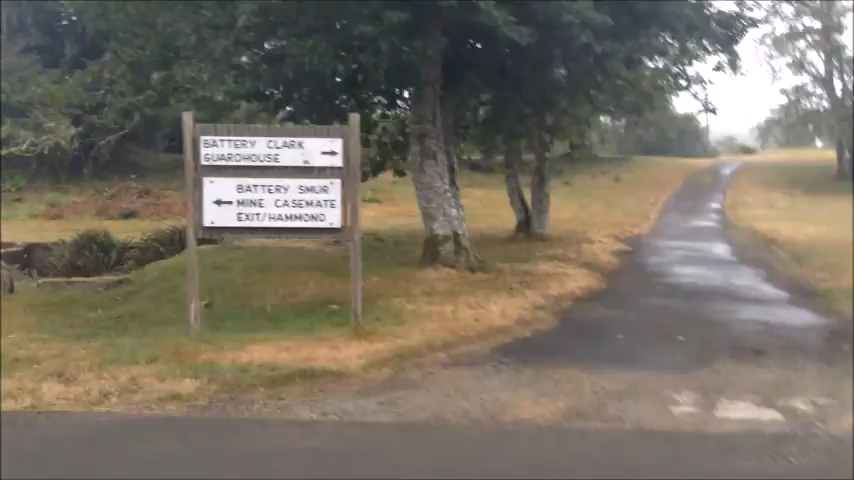 BATTERY CLARK
GUARDHOUSE →
BATTERY SMUR
← MINE CASEMATE
EXIT/HAMMOND